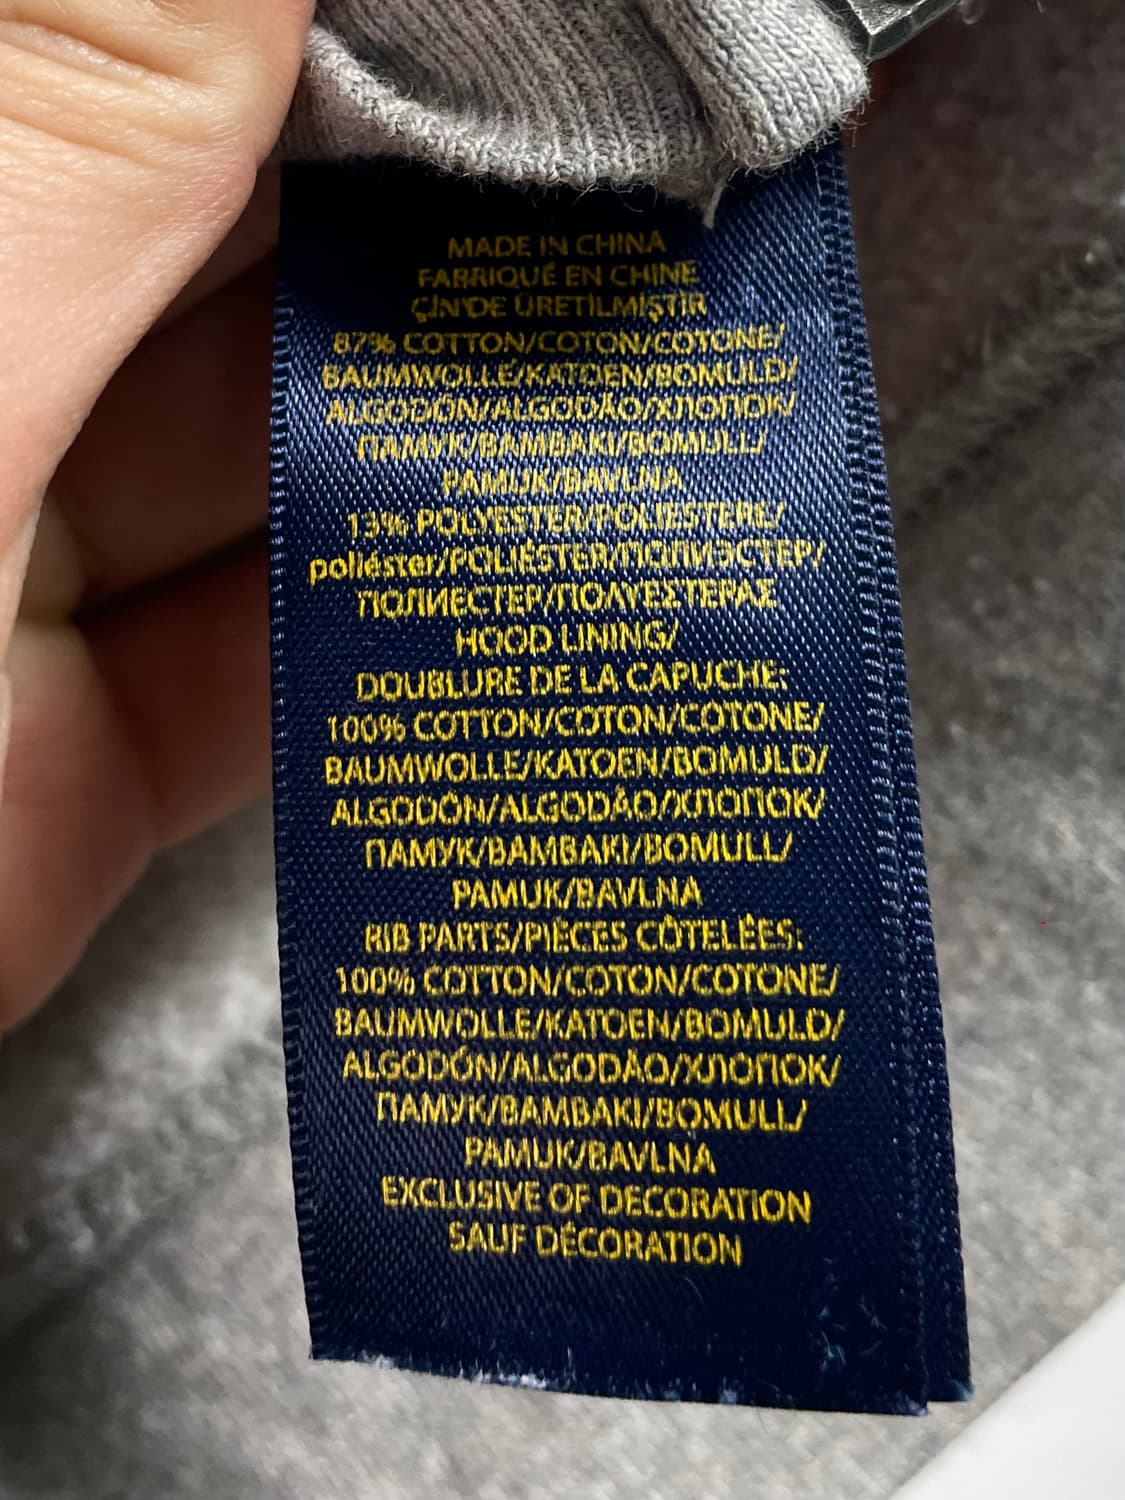 MADE IN CHINA
FABRIQUÉ EN CHINE
ÇİN'DE ÜRETİLMİŞTİR
87% COTTON/COTON/COTONE/
BAUMWOLLE/KATOEN/BOMULD/
ALGODÓN/ALGODÃO/ХЛОПОК/
ПАМУК/BAMBAKI/BOMULL/
PAMUK/BAVLNA
13% POLYESTER/POLIESTERE/
poliéster/POLIÉSTER/ПОЛИЭСТЕР/
ПОЛИЕСТЕР/ΠΟΛΥΕΣΤΕΡΑΣ
HOOD LINING/
DOUBLURE DE LA CAPUCHE:
100% COTTON/COTON/COTONE/
BAUMWOLLE/KATOEN/BOMULD/
ALGODÓN/ALGODÃO/ХЛОПОК/
ПАМУК/BAMBAKI/BOMULL/
PAMUK/BAVLNA
RIB PARTS/PIÈCES CÔTELÉES:
100% COTTON/COTON/COTONE/
BAUMWOLLE/KATOEN/BOMULD/
ALGODÓN/ALGODÃO/ХЛОПОК/
ПАМУК/BAMBAKI/BOMULL/
PAMUK/BAVLNA
EXCLUSIVE OF DECORATION
SAUF DÉCORATION